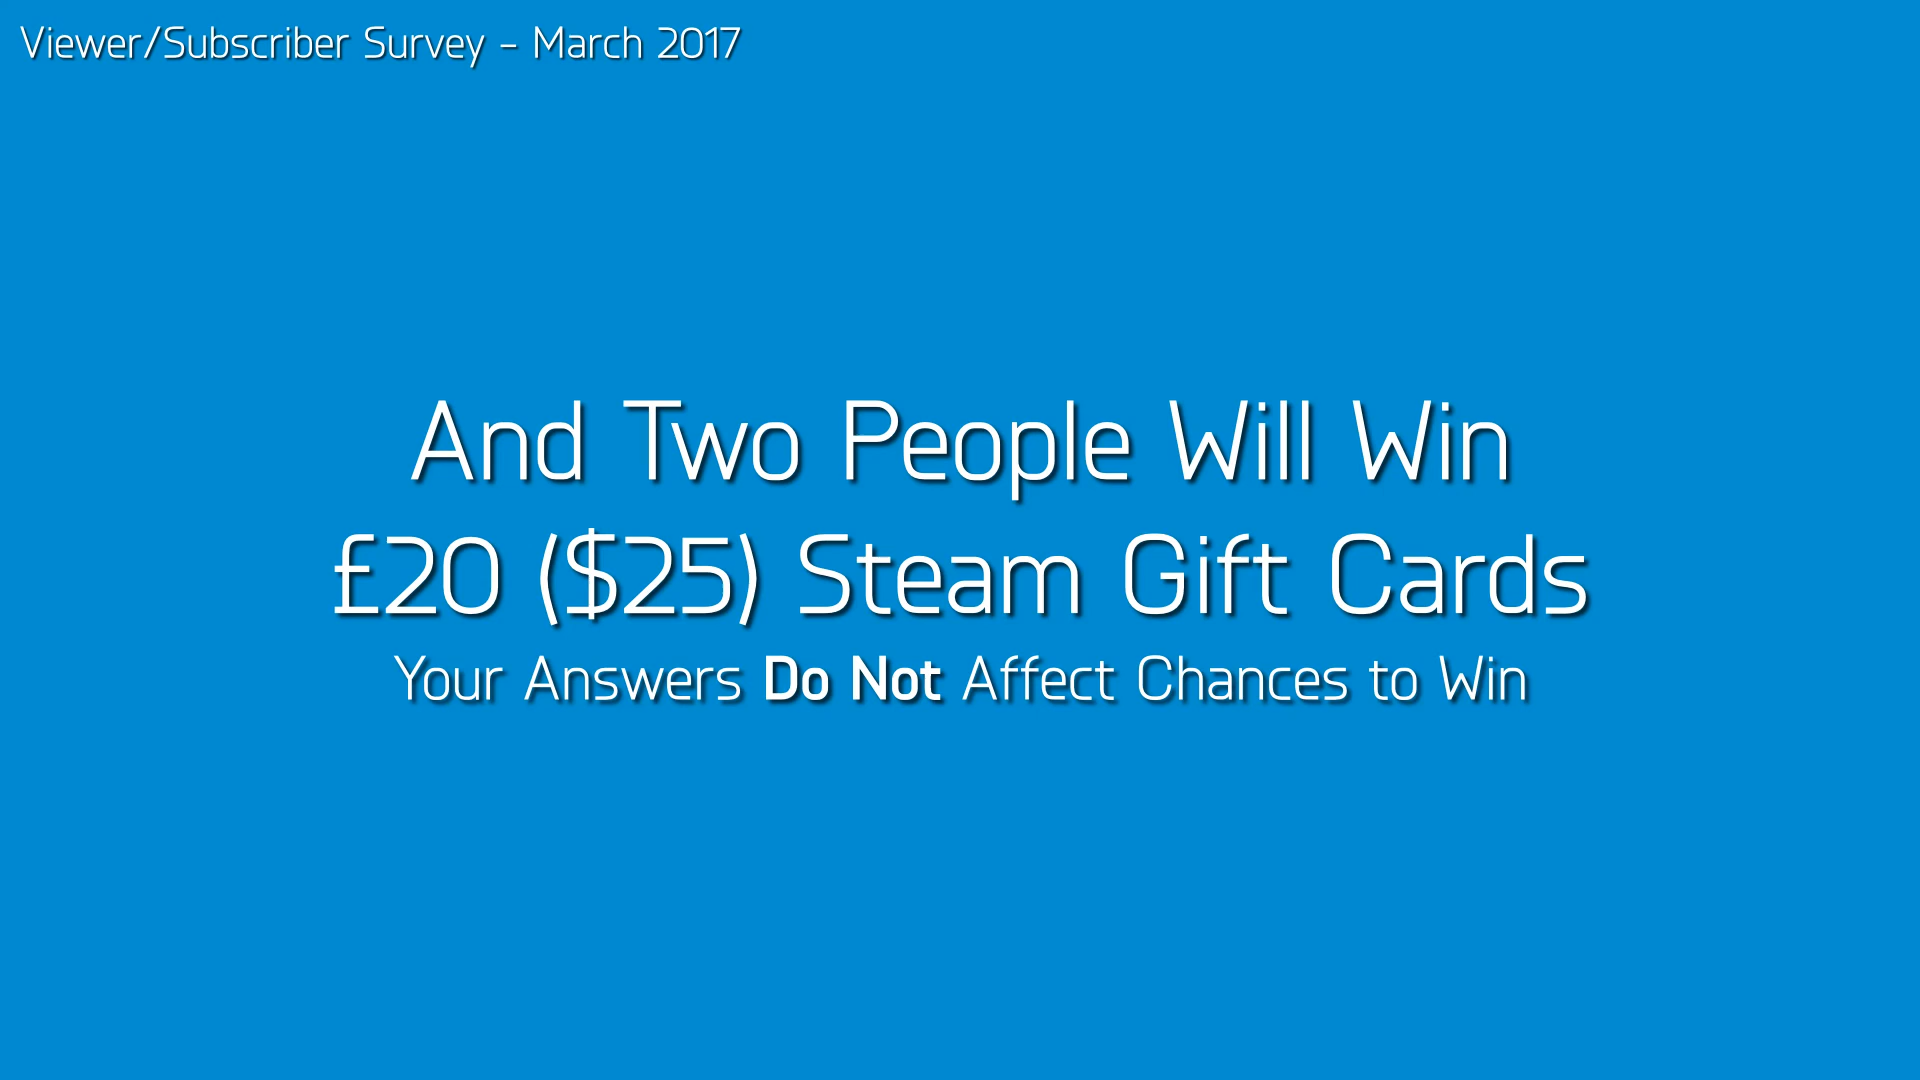 Viewer/Subscriber Survey - March 2017
And Two People Will Win
£20 ($25) Steam Gift Cards
Your Answers Do Not Affect Chances to Win